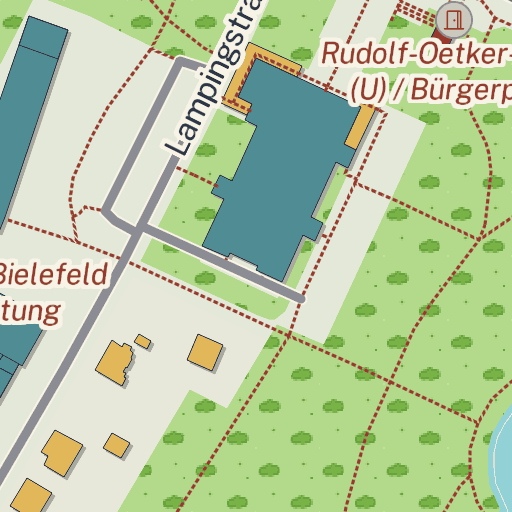 Lampingstra
Rudolf-Oetker-
(U) / Bürgerp
Bielefeld
tung